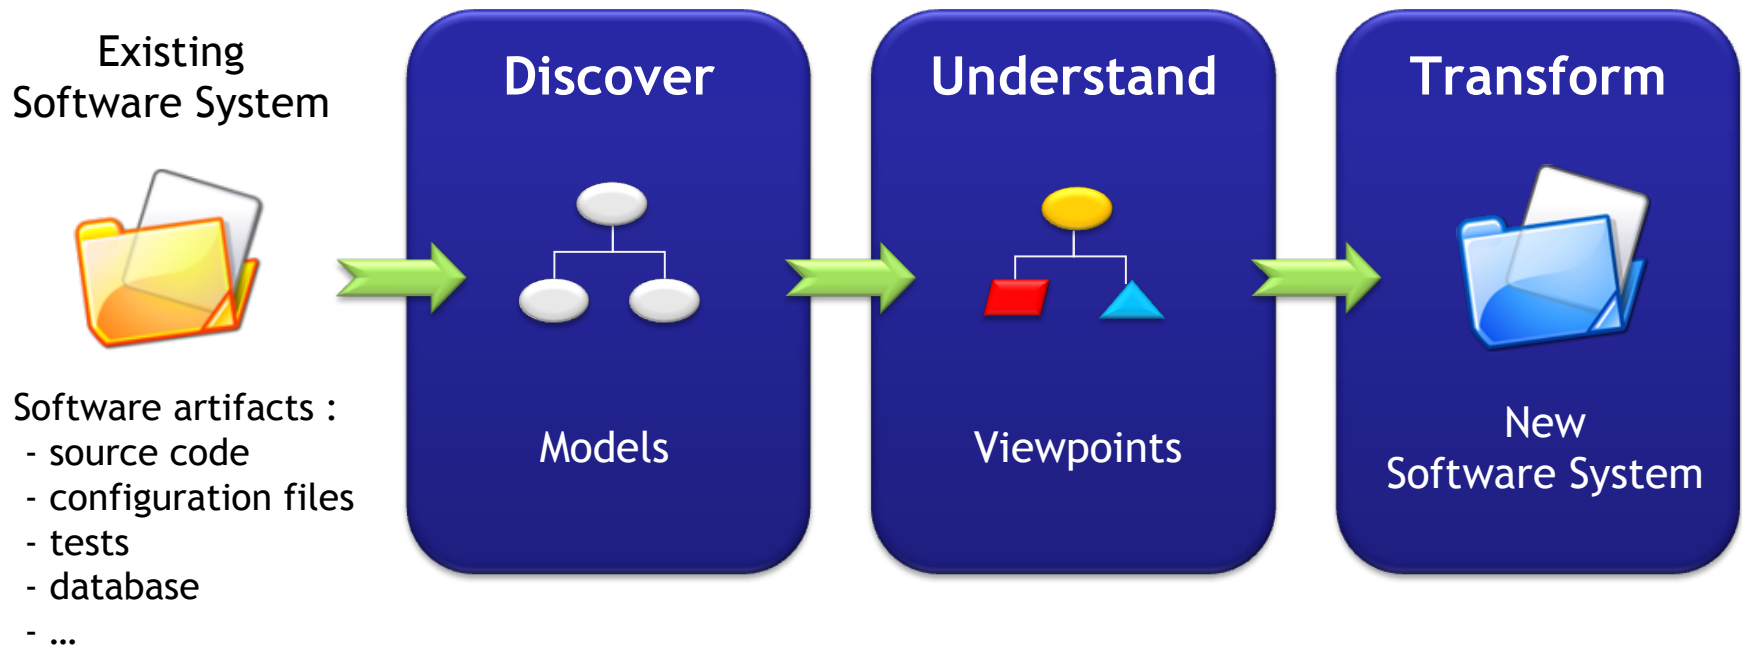 Existing
Software System
Software artifacts :
- source code
- configuration files
- tests
- database
- …
Discover
Models
Understand
Viewpoints
Transform
New
Software System